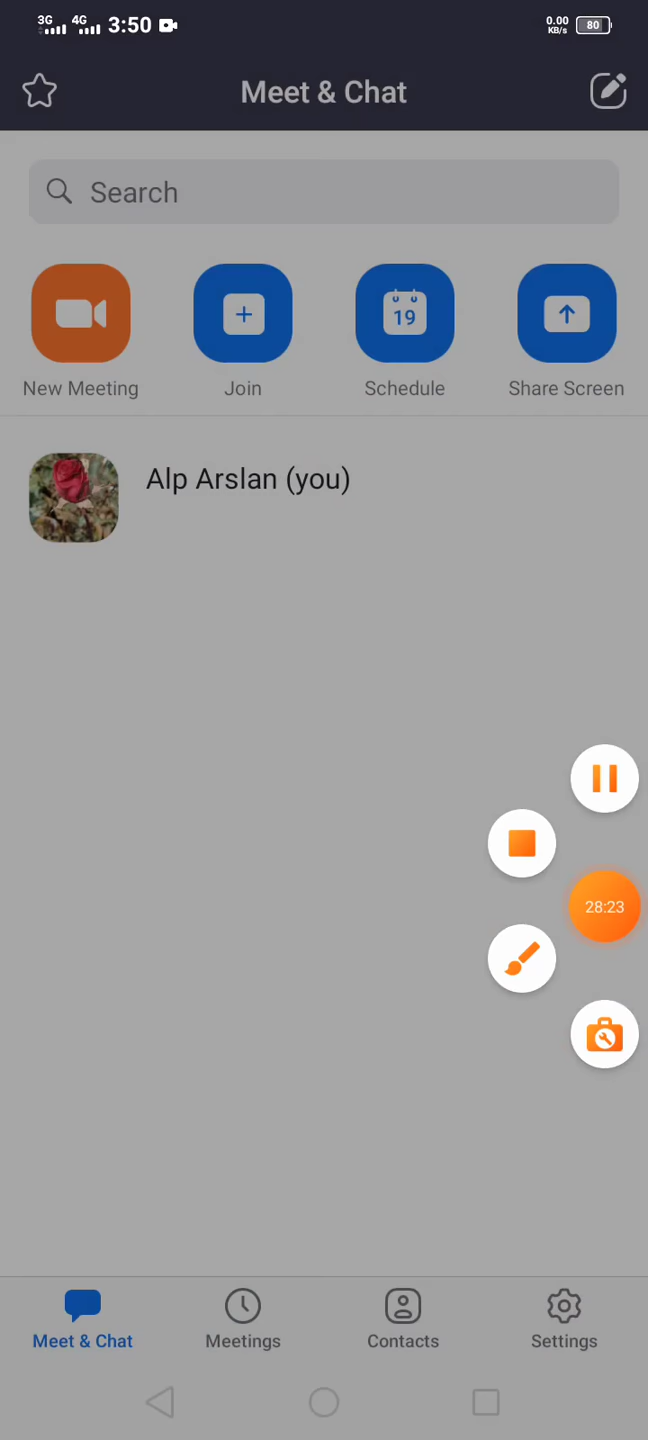 3G 4G 3:50 0.00 KB/s 80
Meet & Chat
Search
19
New Meeting Join Schedule Share Screen
Alp Arslan (you)
28:23
Meet & Chat Meetings Contacts Settings